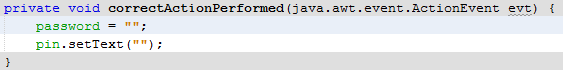 private void correctActionPerformed(java.awt.event.ActionEvent evt) {
    password = "";
    pin.setText("");
}